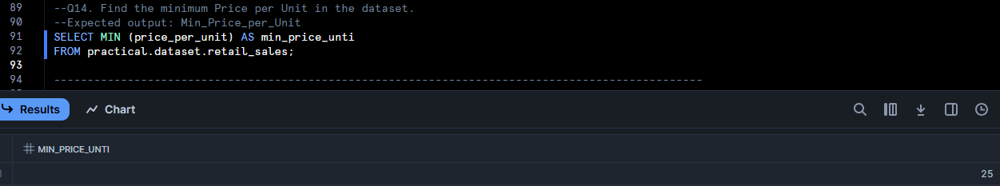 89 --Q14. Find the minimum Price per Unit in the dataset.
90 --Expected output: Min_Price_per_Unit
91 SELECT MIN (price_per_unit) AS min_price_unti
92 FROM practical.dataset.retail_sales;
93
94 -------------------------------------------------------------------------------------------------
Results Chart
# MIN_PRICE_UNTI
25